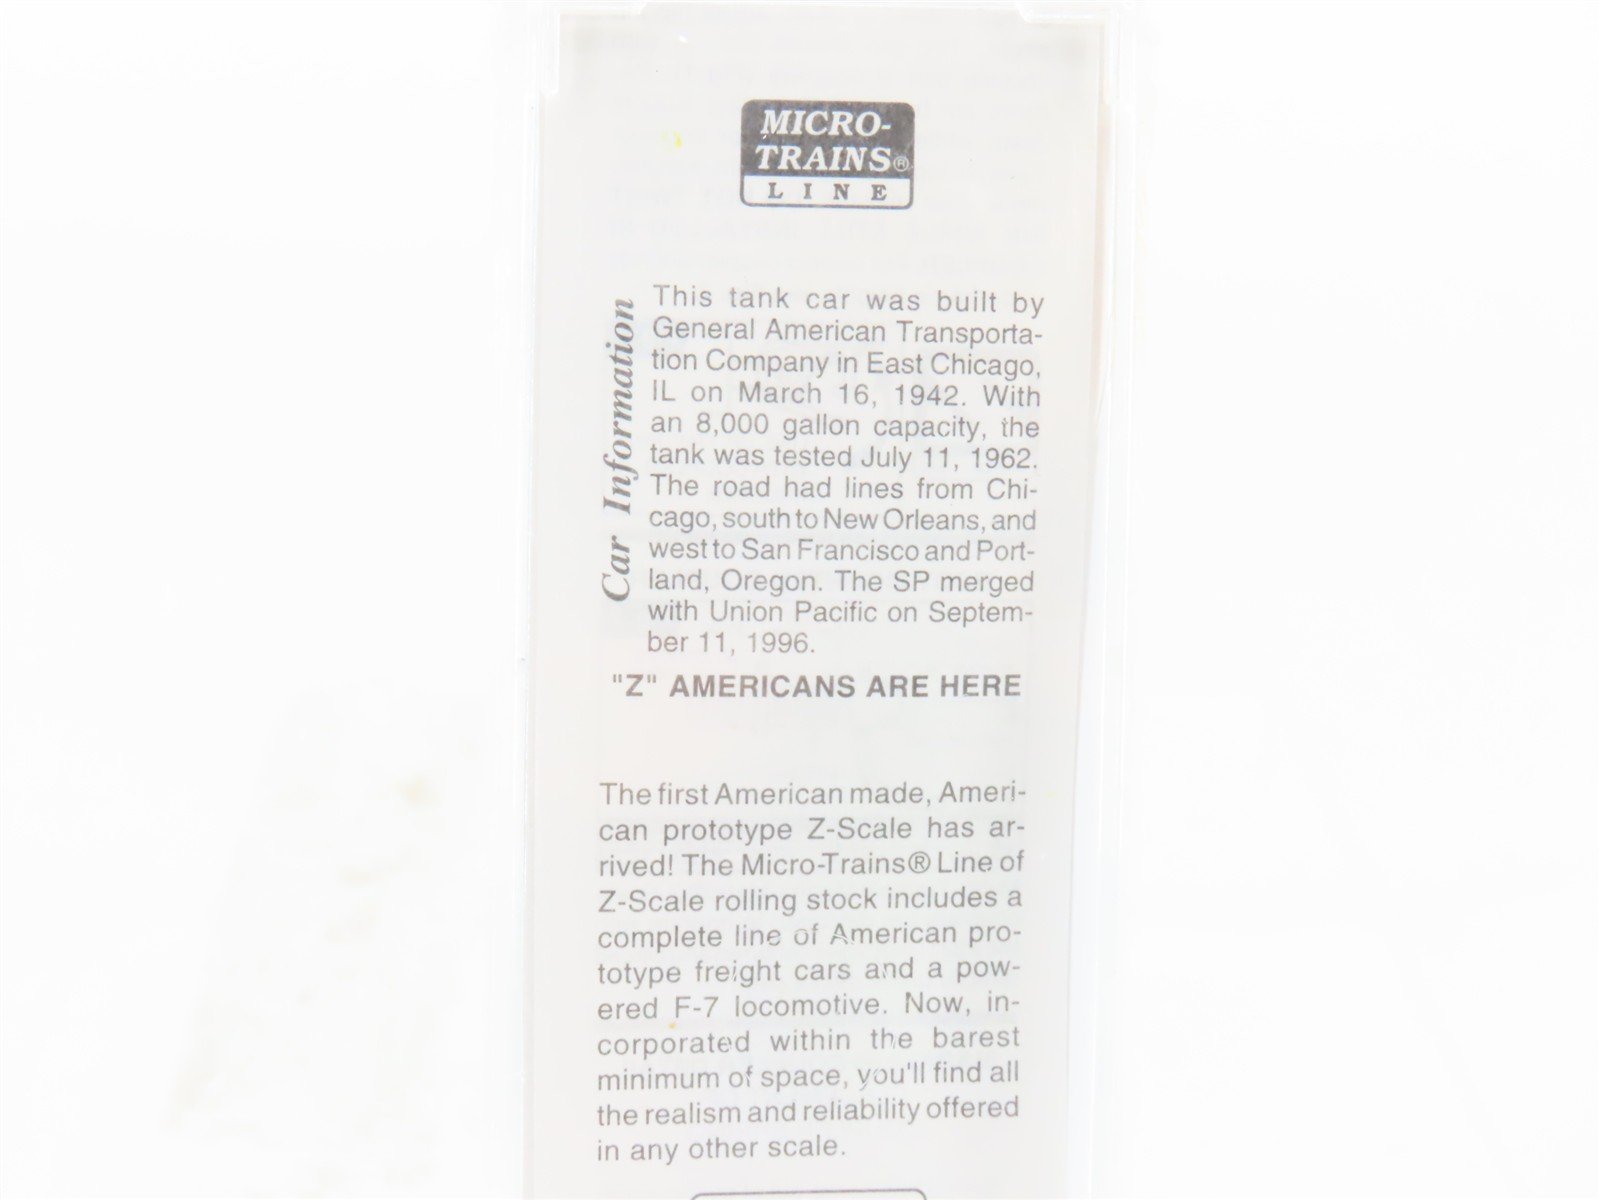 MICRO-
TRAINS®
LINE
Car Information
This tank car was built by
General American Transporta-
tion Company in East Chicago,
IL on March 16, 1942. With
an 8,000 gallon capacity, the
tank was tested July 11, 1962.
The road had lines from Chi-
cago, south to New Orleans, and
west to San Francisco and Port-
land, Oregon. The SP merged
with Union Pacific on Septem-
ber 11, 1996.
"Z" AMERICANS ARE HERE
The first American made, Ameri-
can prototype Z-Scale has ar-
rived! The Micro-Trains® Line of
Z-Scale rolling stock includes a
complete line of American pro-
totype freight cars and a pow-
ered F-7 locomotive. Now, in-
corporated within the barest
minimum of space, you'll find all
the realism and reliability offered
in any other scale.